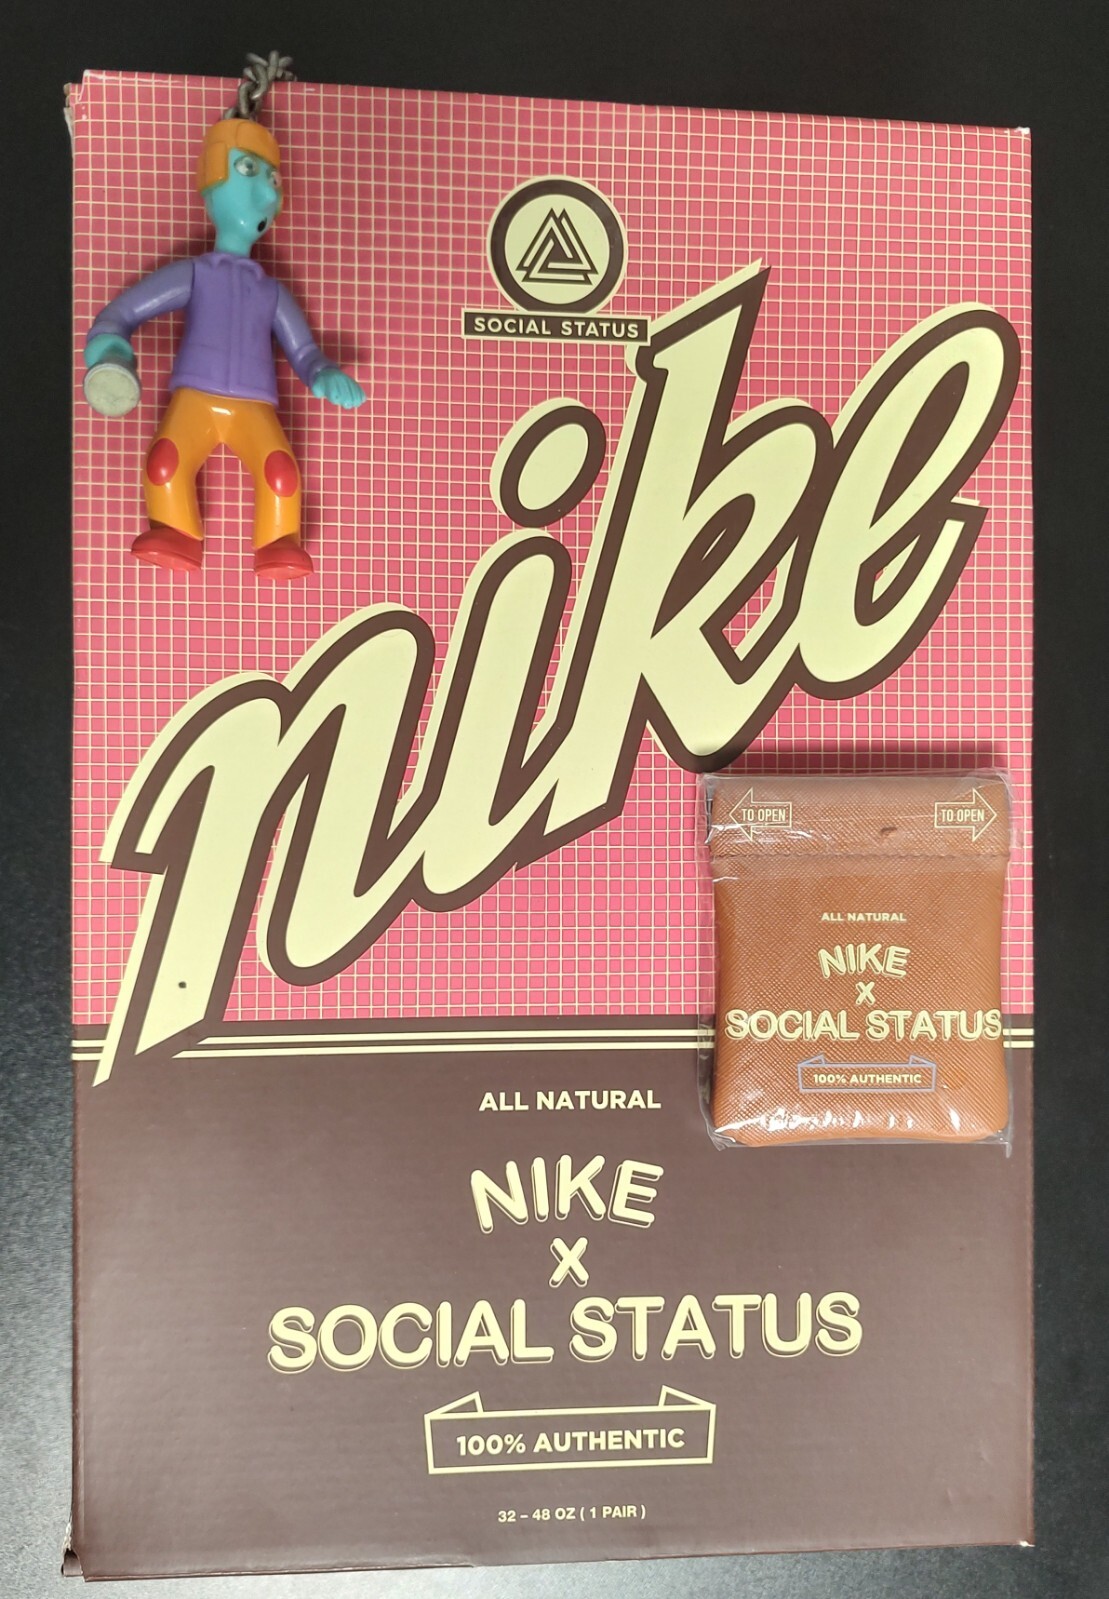 SOCIAL STATUS
nike
TO OPEN TO OPEN
ALL NATURAL
NIKE
X
SOCIAL STATUS
100% AUTHENTIC
ALL NATURAL
NIKE
X
SOCIAL STATUS
100% AUTHENTIC
32 – 48 OZ ( 1 PAIR )